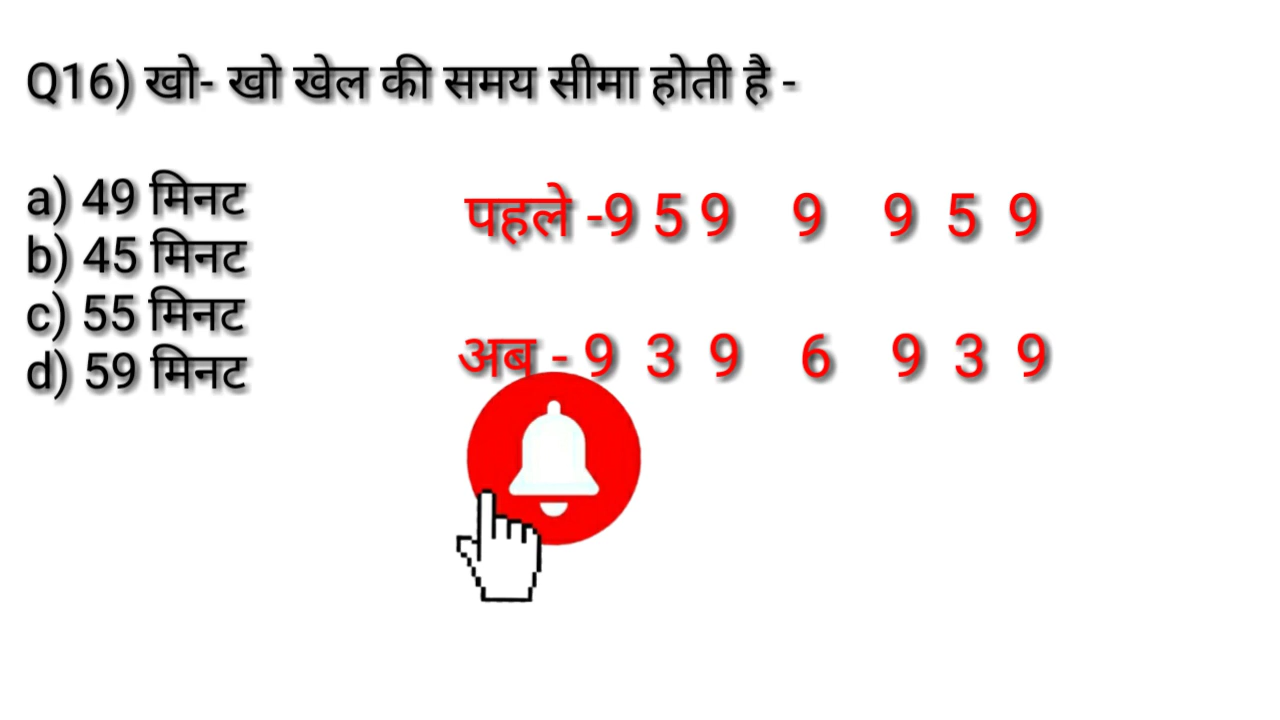 Q16) खो- खो खेल की समय सीमा होती है -
a) 49 मिनट
b) 45 मिनट
c) 55 मिनट
d) 59 मिनट
पहले -9 5 9 9 9 5 9
अब - 9 3 9 6 9 3 9